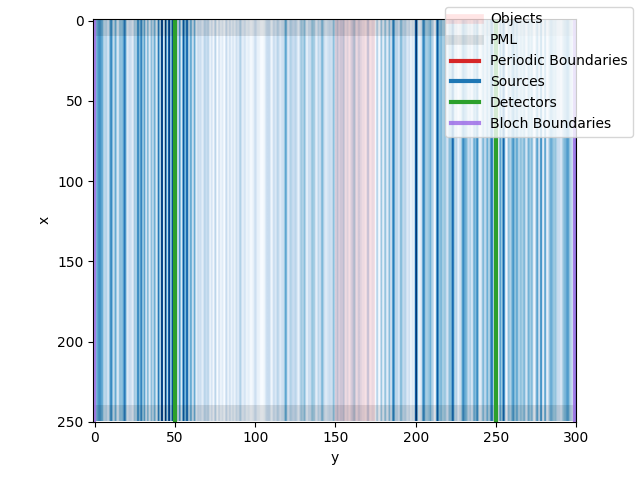 Objects
PML
Periodic Boundaries
Sources
Detectors
Bloch Boundaries
0
50
100
150
200
250
x
0
50
100
150
200
250
300
y